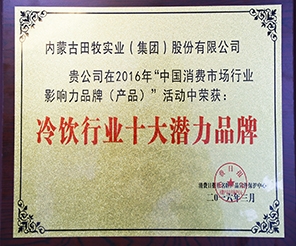 内蒙古田牧实业（集团）股份有限公司
贵公司在2016年“中国消费市场行业
影响力品牌（产品）”活动中荣获：
冷饮行业十大潜力品牌
二〇一六年三月